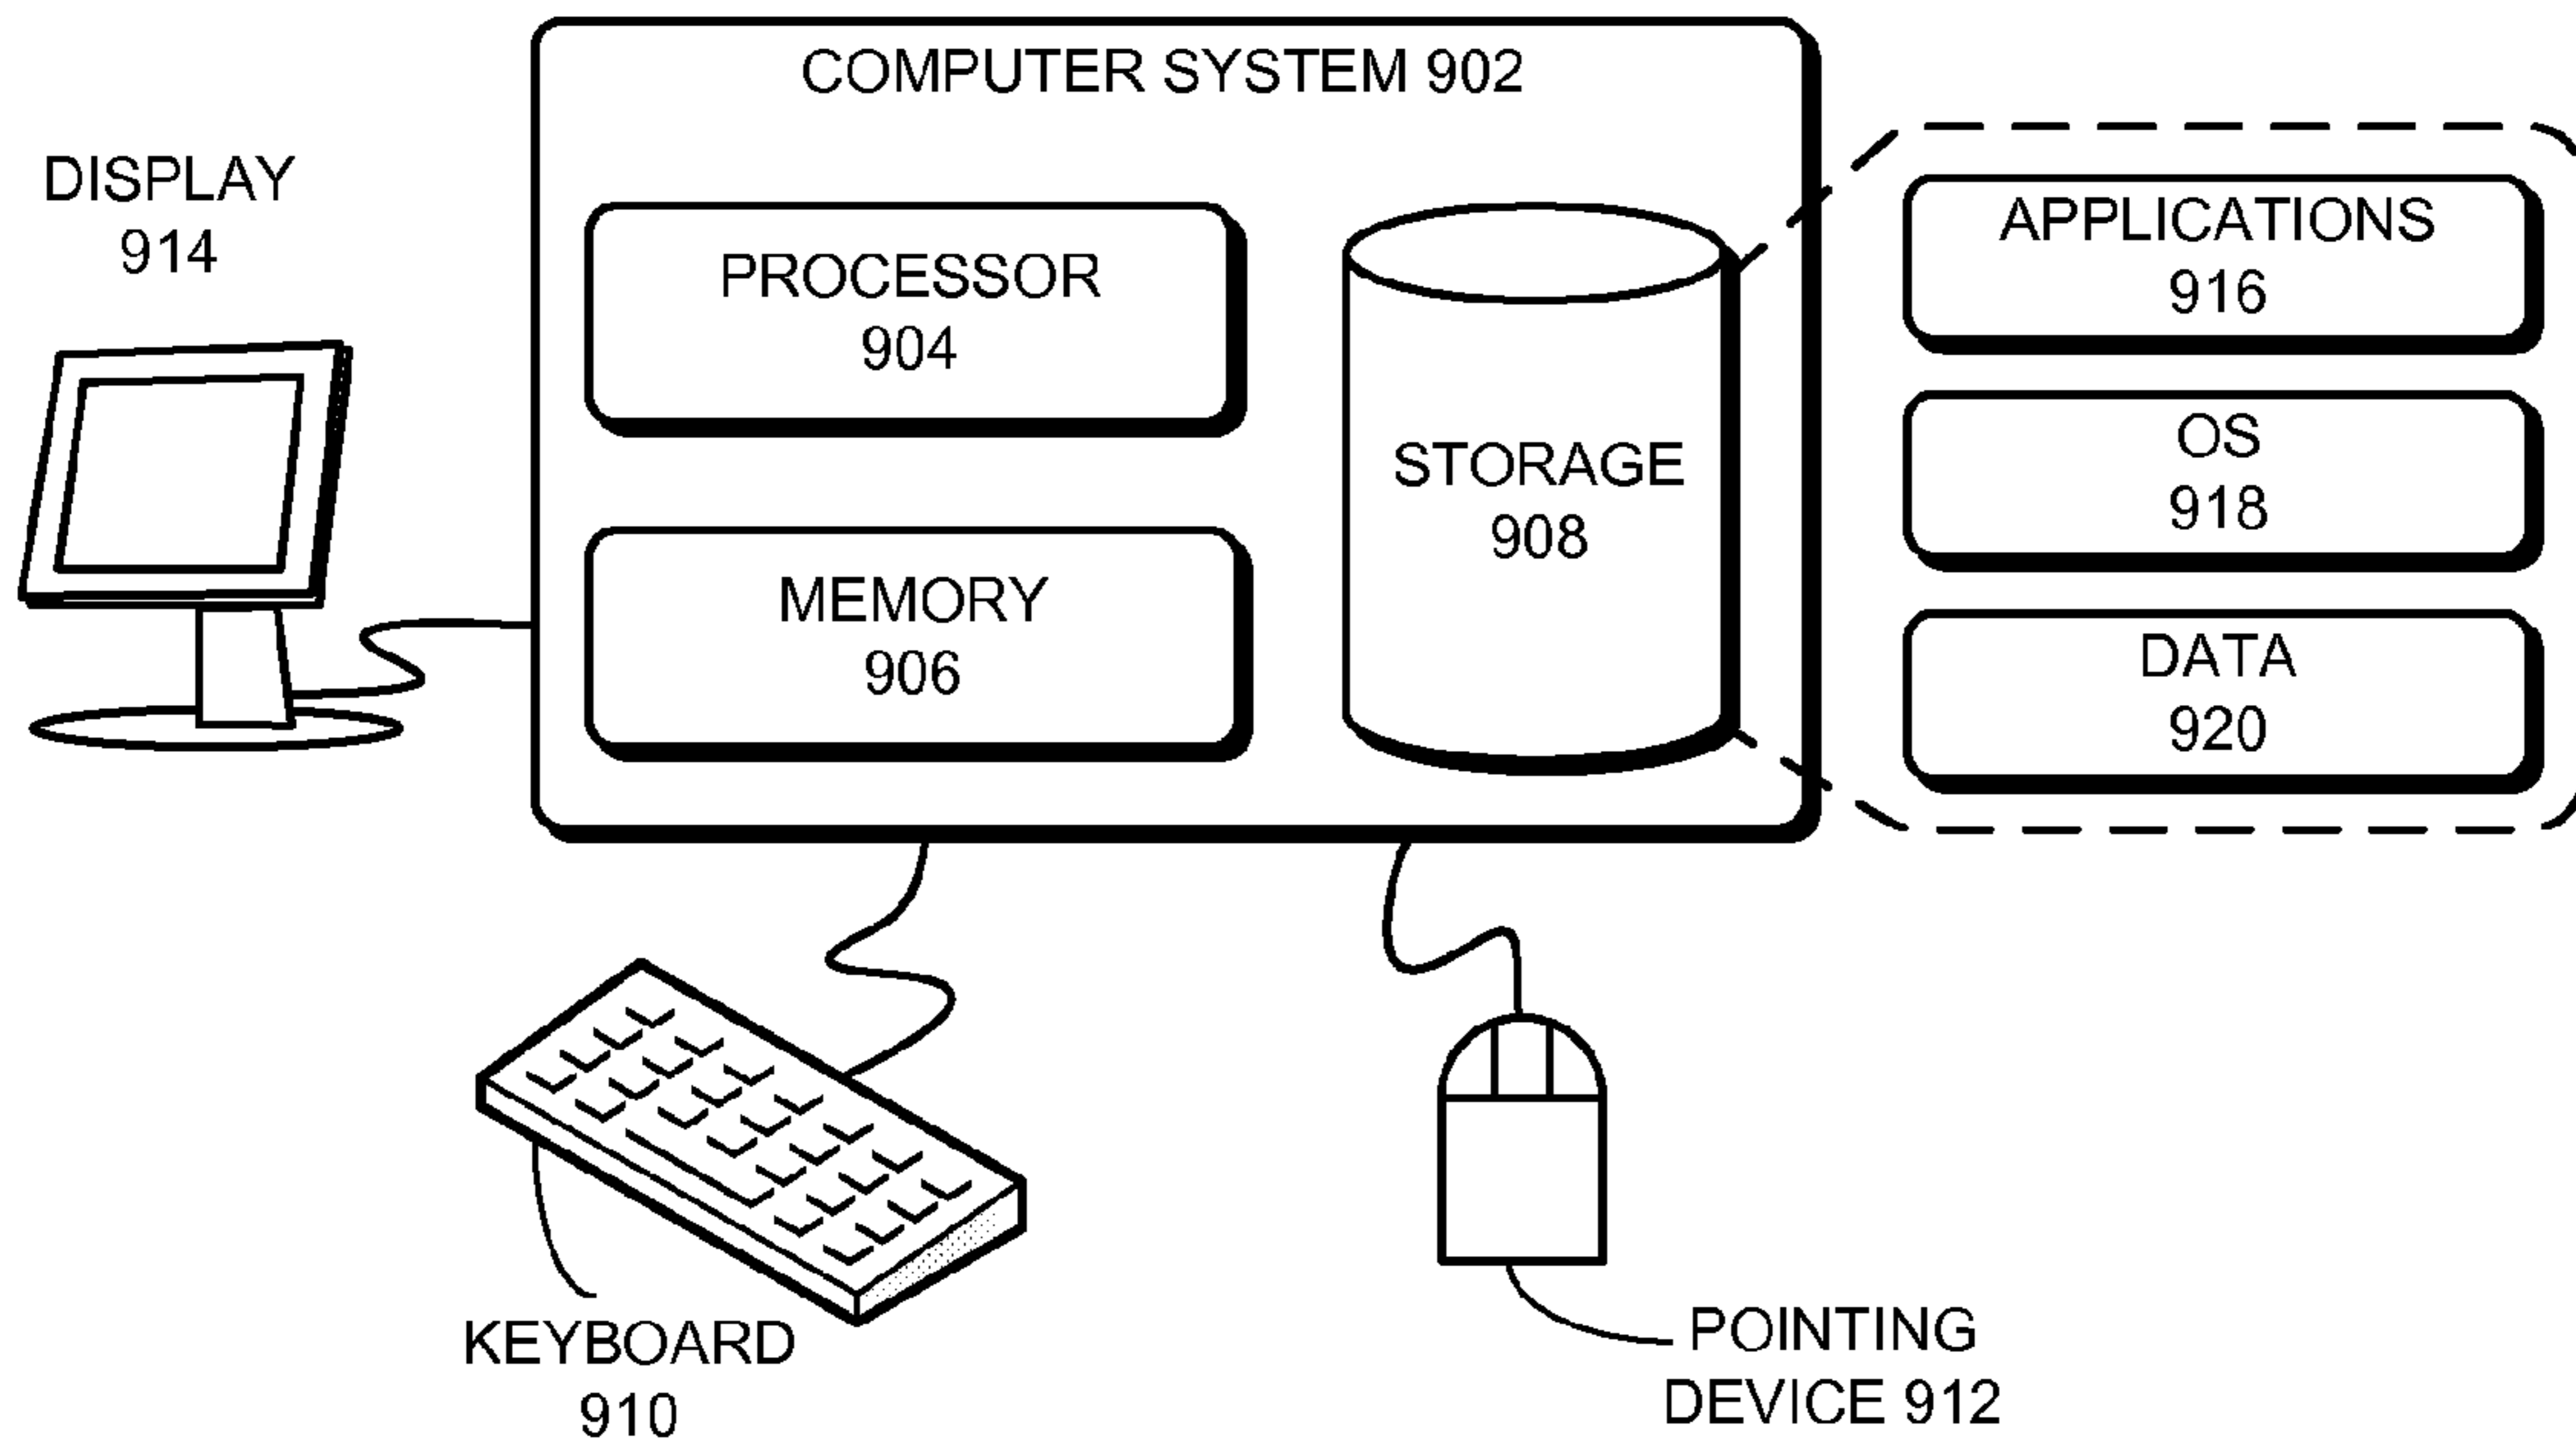 COMPUTER SYSTEM 902
DISPLAY
914
PROCESSOR
904
MEMORY
906
STORAGE
908
APPLICATIONS
916
OS
918
DATA
920
KEYBOARD
910
POINTING
DEVICE 912